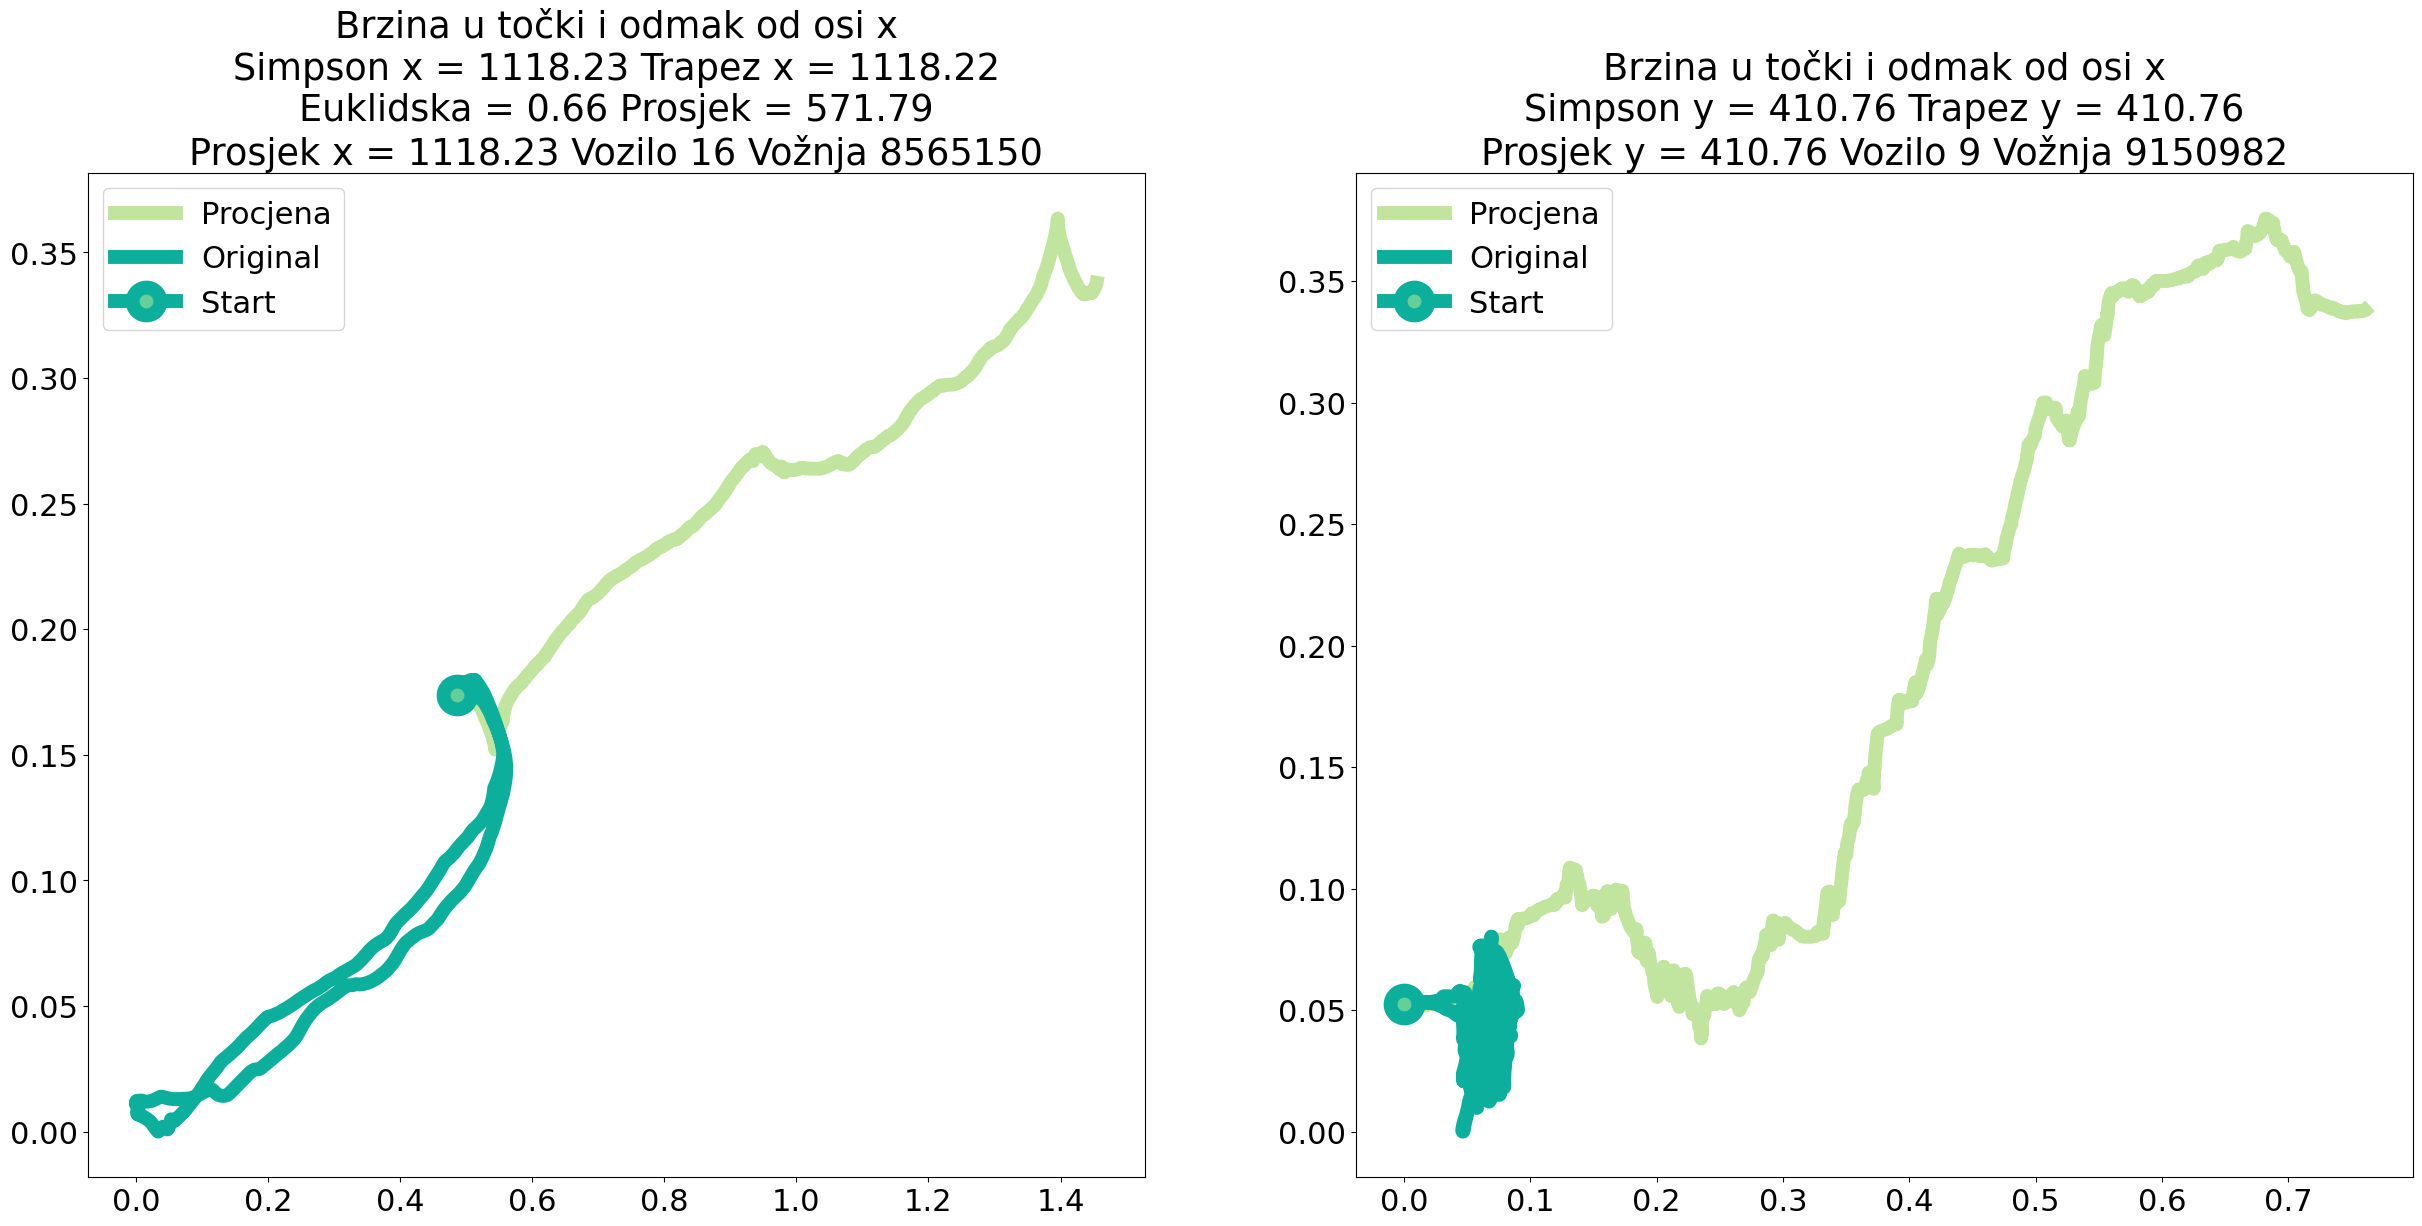 Brzina u točki i odmak od osi x
Simpson x = 1118.23 Trapez x = 1118.22
Euklidska = 0.66 Prosjek = 571.79
Prosjek x = 1118.23 Vozilo 16 Vožnja 8565150
Procjena
Original
Start
0.35
0.30
0.25
0.20
0.15
0.10
0.05
0.00
0.0 0.2 0.4 0.6 0.8 1.0 1.2 1.4
Brzina u točki i odmak od osi x
Simpson y = 410.76 Trapez y = 410.76
Prosjek y = 410.76 Vozilo 9 Vožnja 9150982
Procjena
Original
Start
0.35
0.30
0.25
0.20
0.15
0.10
0.05
0.00
0.0 0.1 0.2 0.3 0.4 0.5 0.6 0.7